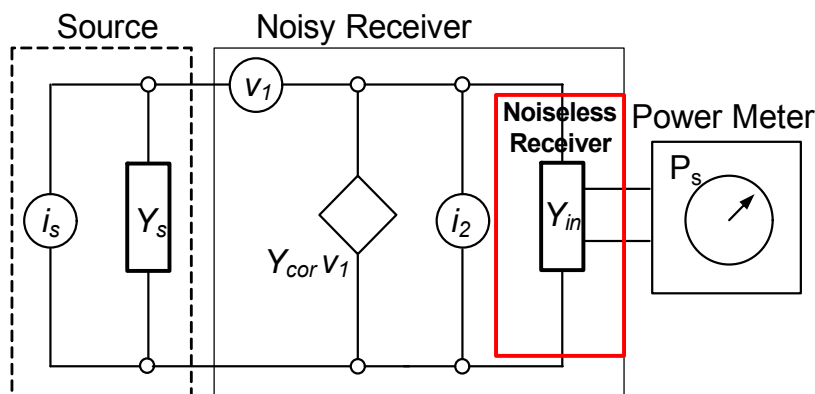 Source
Noisy Receiver
v1
Noiseless
Receiver
Power Meter
Ps
is
Ys
Ycor v1
i2
Yin